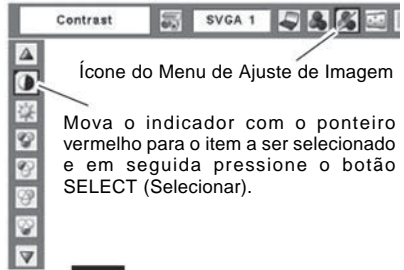 Contrast
SVGA 1
Ícone do Menu de Ajuste de Imagem
Mova o indicador com o ponteiro
vermelho para o item a ser selecionado
e em seguida pressione o botão
SELECT (Selecionar).